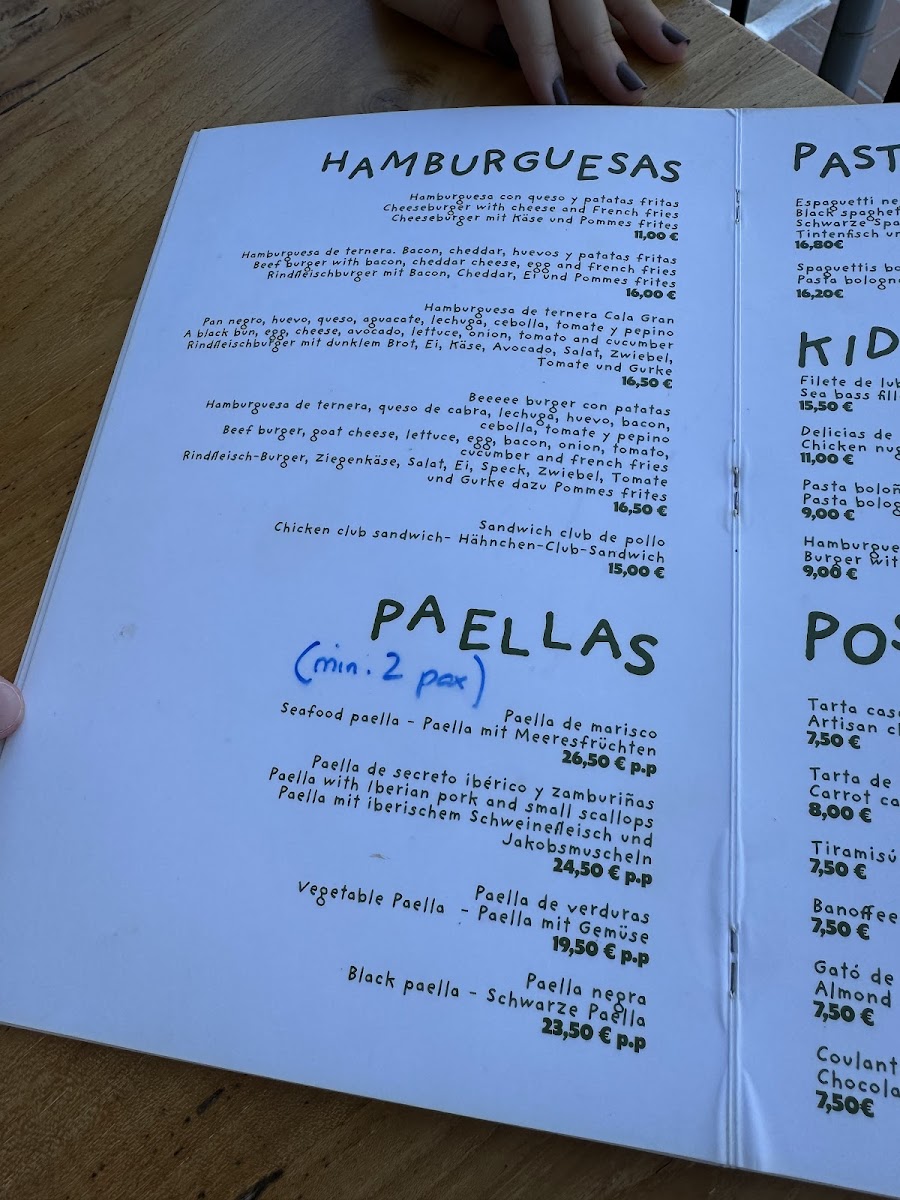 HAMBURGUESAS
Hamburguesa con queso y patatas fritas
Cheeseburger with cheese and French fries
Cheeseburger mit Käse und Pommes frites
11,00 €
Hamburguesa de ternera. Bacon, cheddar, huevos y patatas fritas
Beef burger with bacon, cheddar cheese, egg and french fries
Rindfleischburger mit Bacon, Cheddar, Ei und Pommes frites
16,00 €
Hamburguesa de ternera Cala Gran
Pan negro, huevo, queso, aguacate, lechuga, cebolla, tomate y pepino
A black bun, egg, cheese, avocado, lettuce, onion, tomato and cucumber
Rindfleischburger mit dunklem Brot, Ei, Käse, Avocado, Salat, Zwiebel,
Tomate und Gurke
16,50 €
Beeeee burger con patatas
Hamburguesa de ternera, queso de cabra, lechuga, huevo, bacon,
cebolla, tomate y pepino
Beef burger, goat cheese, lettuce, egg, bacon, onion, tomato,
cucumber and french fries
Rindfleisch-Burger, Ziegenkäse, Salat, Ei, Speck, Zwiebel, Tomate
und Gurke dazu Pommes frites
16,50 €
Sandwich club de pollo
Chicken club sandwich- Hähnchen-Club-Sandwich
15,00 €
PAELLAS
(min: 2 pax)
Paella de marisco
Seafood paella - Paella mit Meeresfrüchten
26,50 € p.p
Paella de secreto ibérico y zamburiñas
Paella with Iberian pork and small scallops
Paella mit iberischem Schweinefleisch und
Jakobsmuscheln
24,50 € p.p
Paella de verduras
Vegetable Paella - Paella mit Gemüse
19,50 € p.p
Paella negra
Black paella - Schwarze Paella
23,50 € p.p
PAST
Espaguetti ne
Black spaghet
Schwarze Spa
Tintenfisch ur
16,80€
Spaguettis bo
Pasta bologn
16,20€
KID
Filete de lub
Sea bass fill
15,50 €
Delicias de
Chicken nug
11,00 €
Pasta boloñ
Pasta bolog
9,00 €
Hamburgue
Burger wit
9,00 €
POS
Tarta cas
Artisan c
7,50 €
Tarta de
Carrot ca
8,00 €
Tiramisú
7,50 €
Banoffee
7,50 €
Gató de
Almond
7,50 €
Coulant
Chocola
7,50€